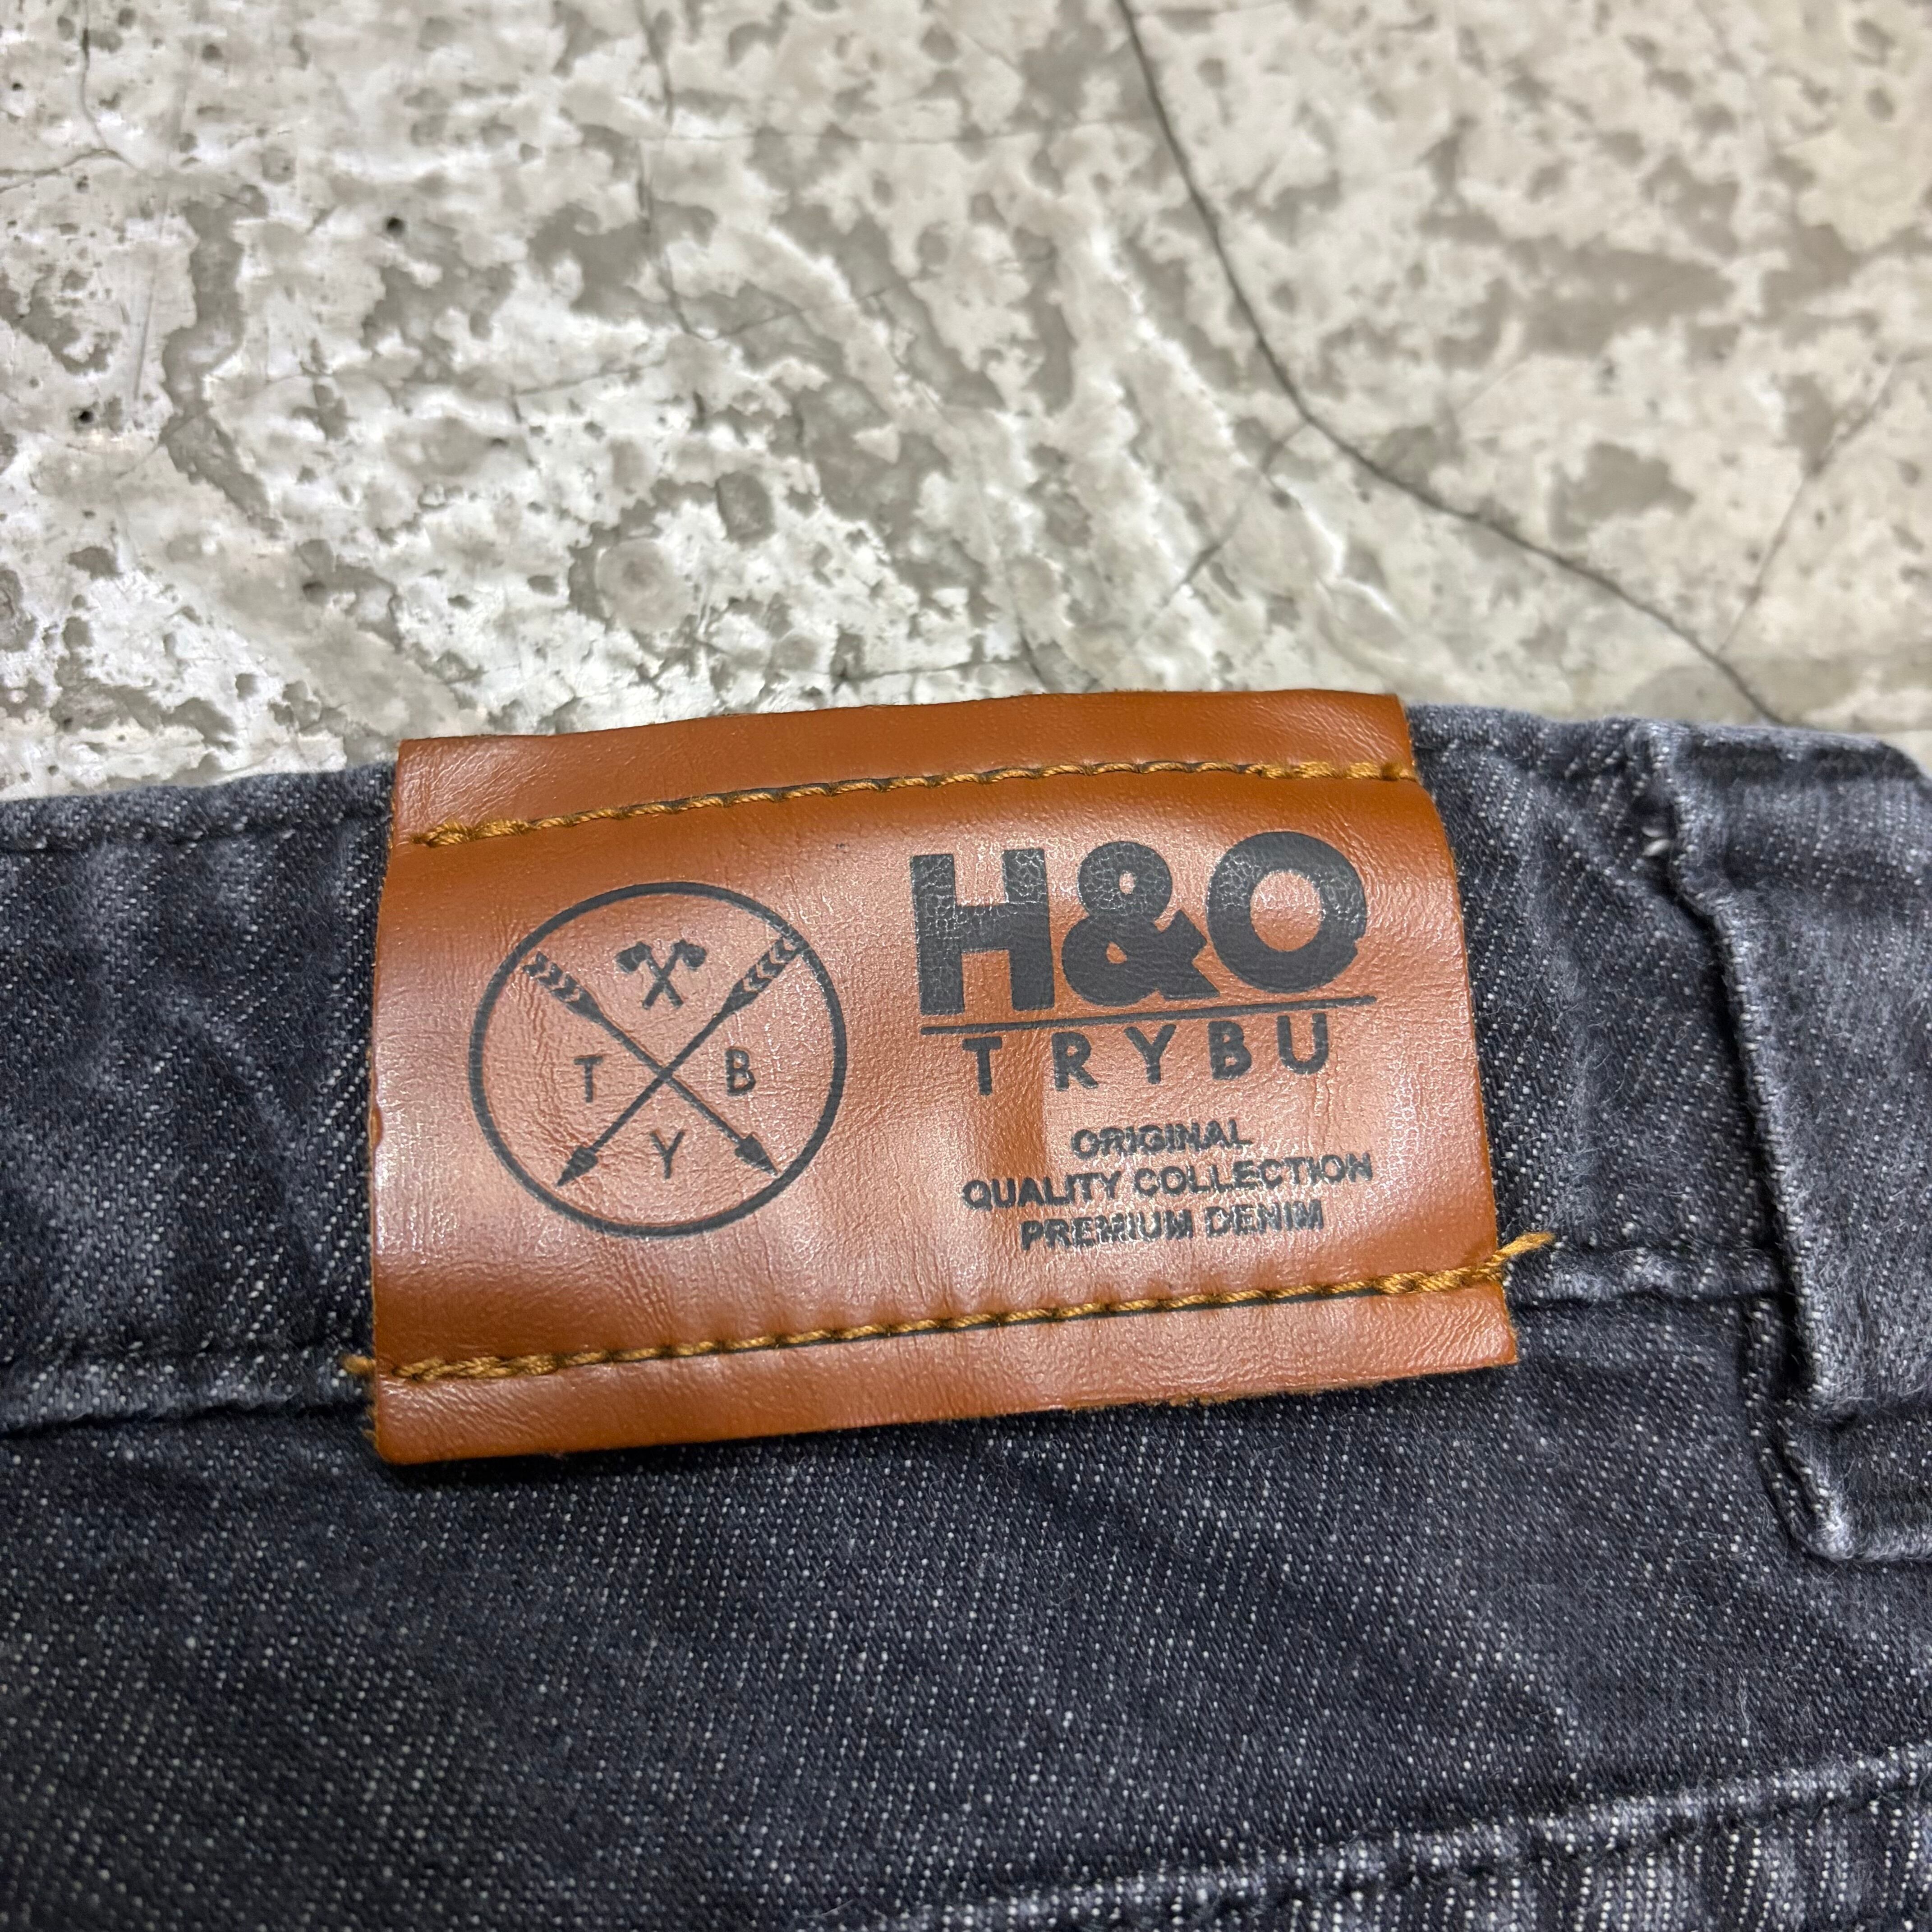 T B
Y
H&O
TRYBU
ORIGINAL
QUALITY COLLECTION
PREMIUM DENIM